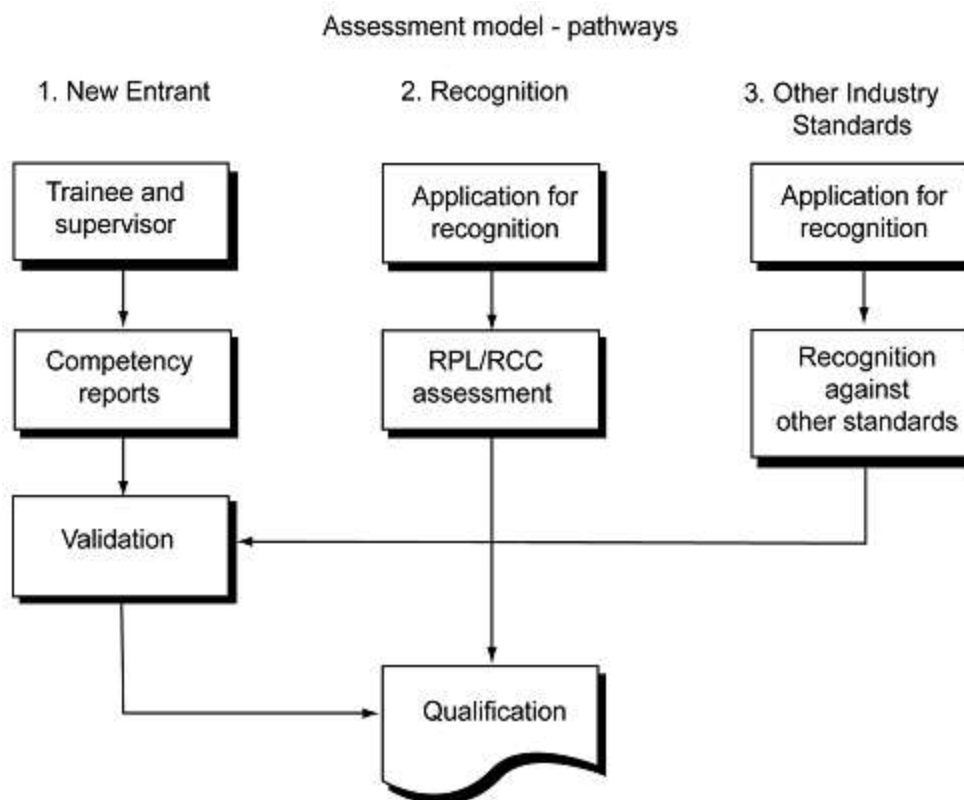 Assessment model - pathways
1. New Entrant
2. Recognition
3. Other Industry
Standards
Trainee and
supervisor
Application for
recognition
Application for
recognition
Competency
reports
RPL/RCC
assessment
Recognition
against
other standards
Validation
Qualification